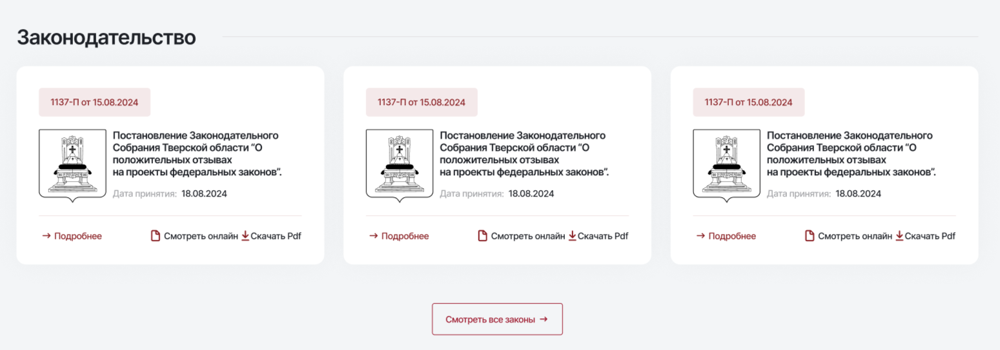 Законодательство
1137-П от 15.08.2024
Постановление Законодательного
Собрания Тверской области “О
положительных отзывах
на проекты федеральных законов”.
Дата принятия: 18.08.2024
→ Подробнее Смотреть онлайн Скачать Pdf
1137-П от 15.08.2024
Постановление Законодательного
Собрания Тверской области “О
положительных отзывах
на проекты федеральных законов”.
Дата принятия: 18.08.2024
→ Подробнее Смотреть онлайн Скачать Pdf
1137-П от 15.08.2024
Постановление Законодательного
Собрания Тверской области “О
положительных отзывах
на проекты федеральных законов”.
Дата принятия: 18.08.2024
→ Подробнее Смотреть онлайн Скачать Pdf
Смотреть все законы →